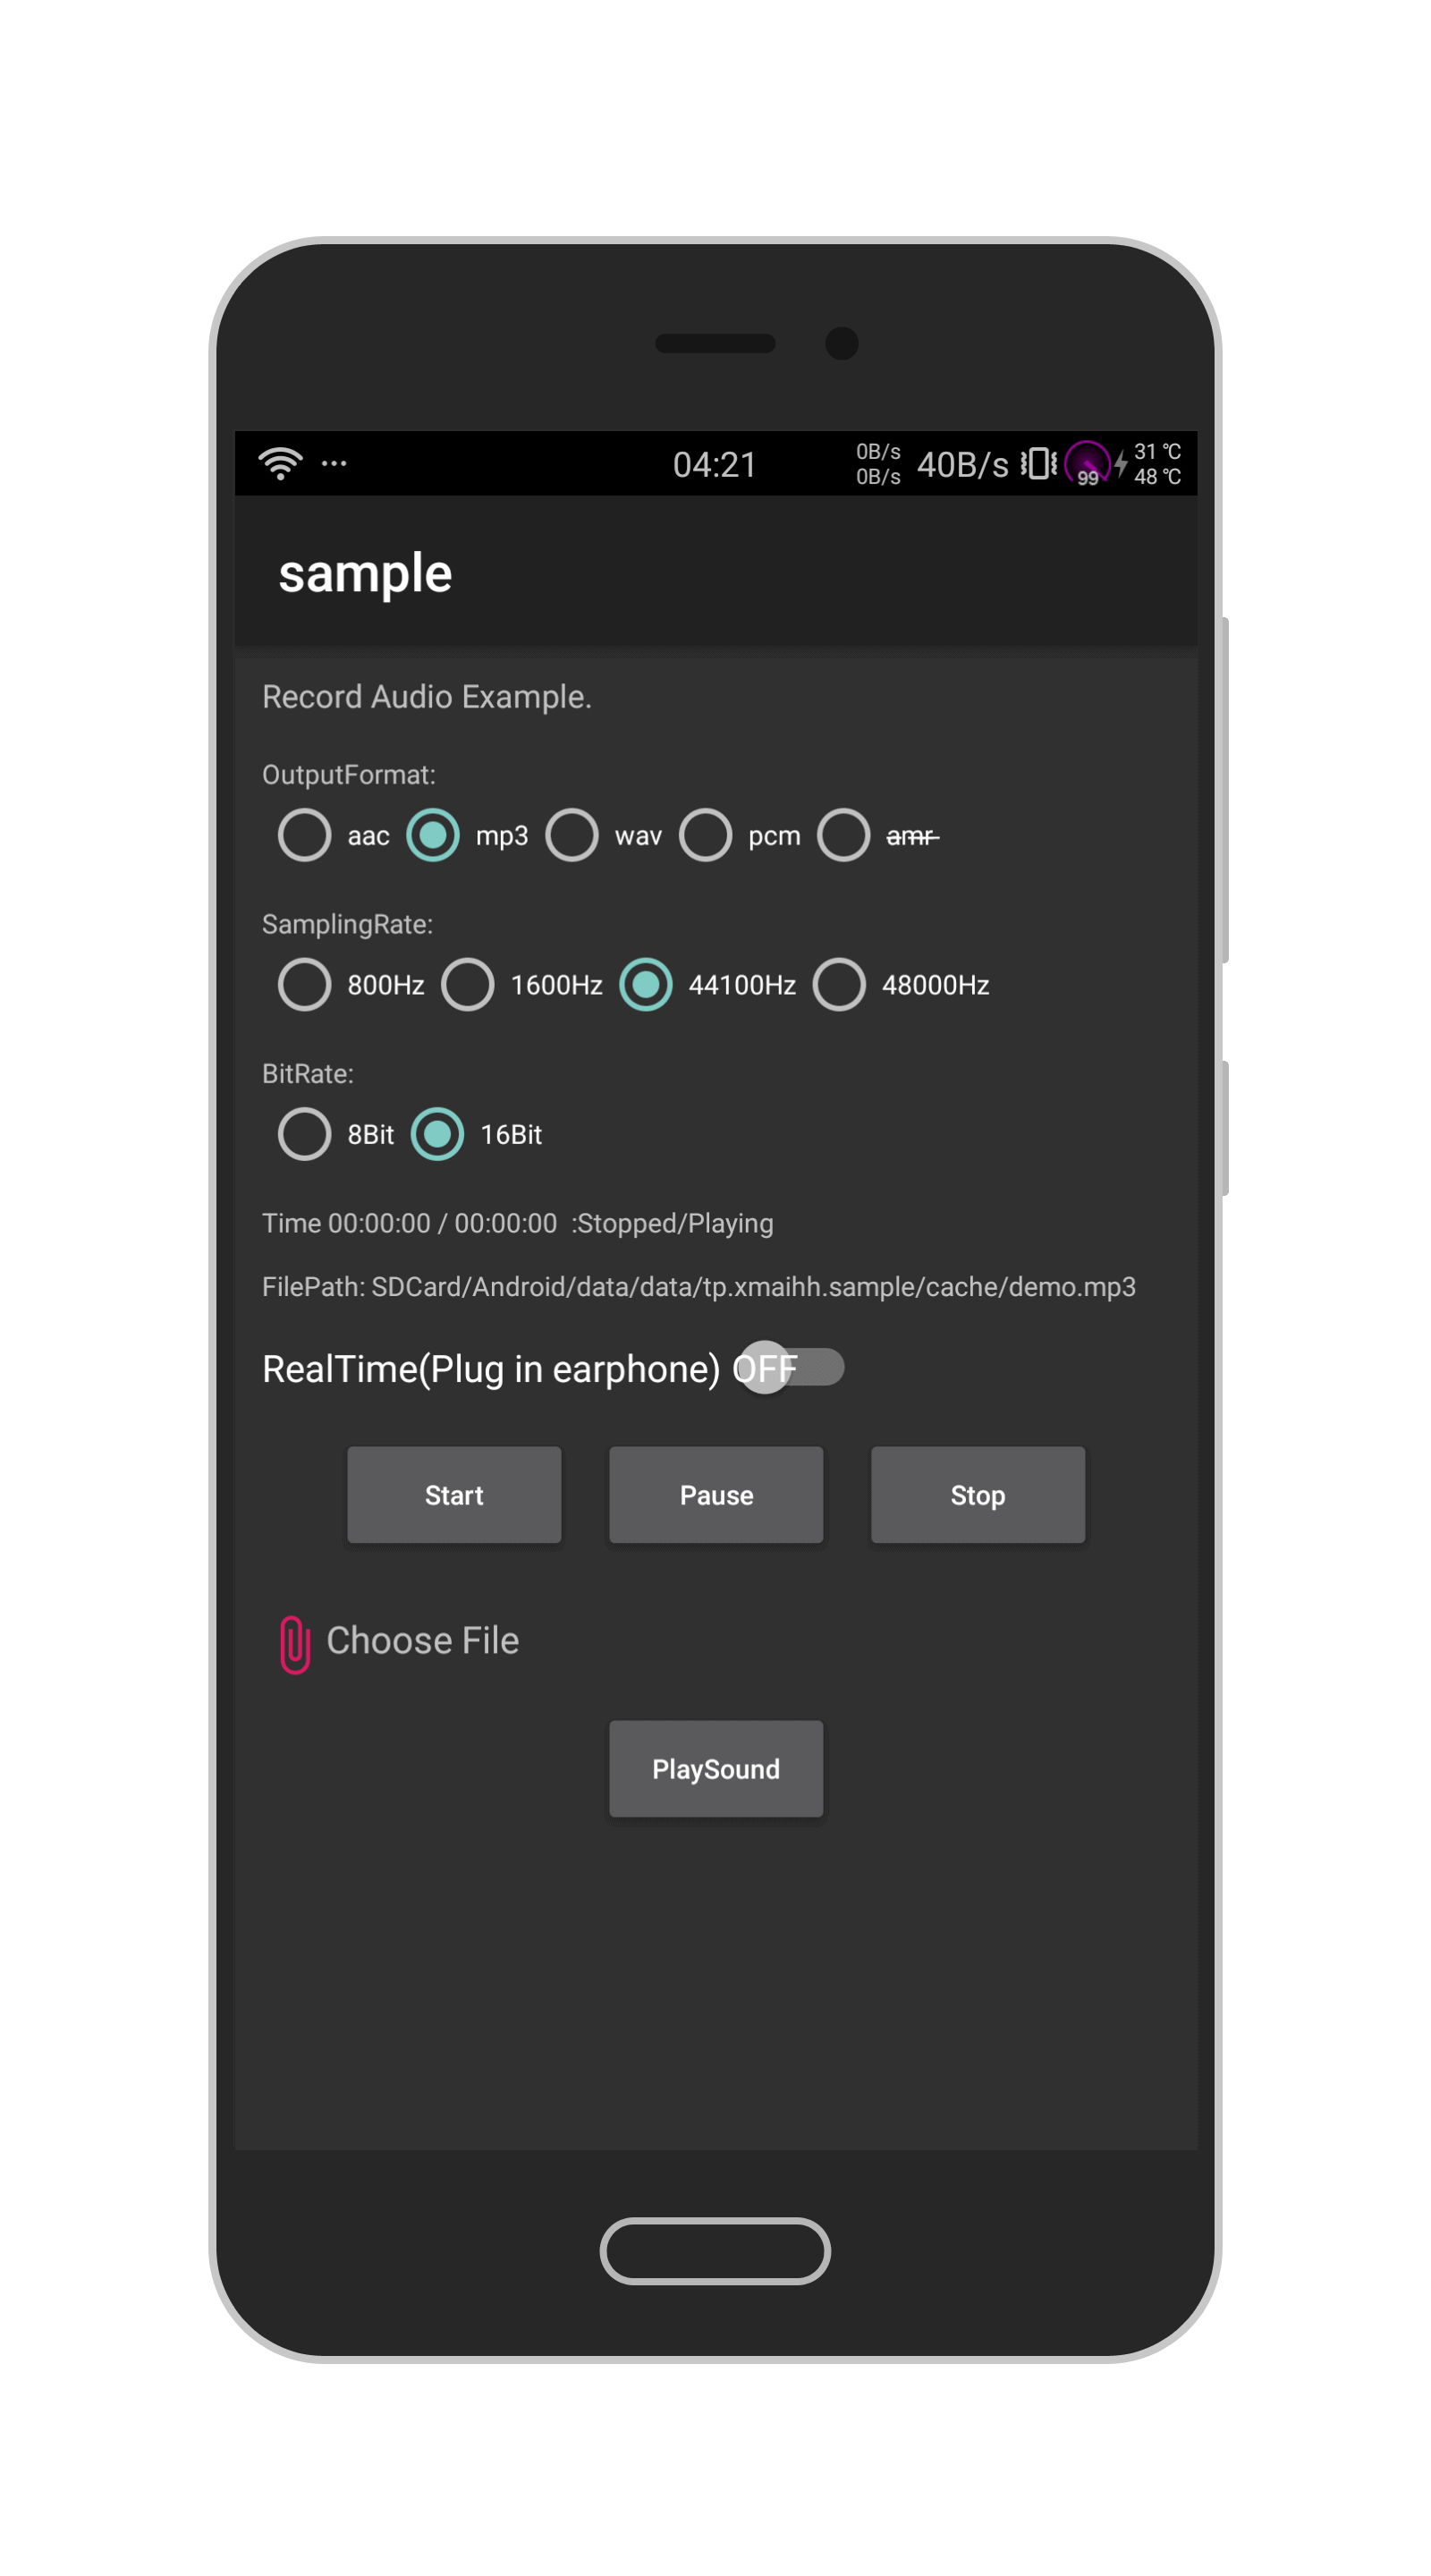 04:21 0B/s 0B/s 40B/s 99 31 ℃ 48 ℃
sample
Record Audio Example.
OutputFormat:
aac mp3 wav pcm amr
SamplingRate:
800Hz 1600Hz 44100Hz 48000Hz
BitRate:
8Bit 16Bit
Time 00:00:00 / 00:00:00 :Stopped/Playing
FilePath: SDCard/Android/data/data/tp.xmaihh.sample/cache/demo.mp3
RealTime(Plug in earphone) OFF
Start Pause Stop
Choose File
PlaySound